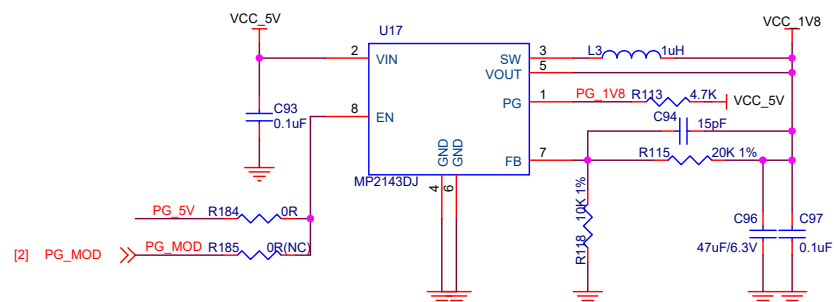 VCC_5V
VCC_1V8
U17
2
VIN
SW
3
L3
1uH
VOUT
5
PG
1
PG_1V8
R113
4.7K
VCC_5V
C93
0.1uF
8
EN
C94
15pF
GND
GND
FB
7
R115
20K 1%
MP2143DJ
4
6
10K 1%
R118
PG_5V
R184
0R
C96
C97
47uF/6.3V
0.1uF
[2]
PG_MOD
PG_MOD
R185
0R(NC)